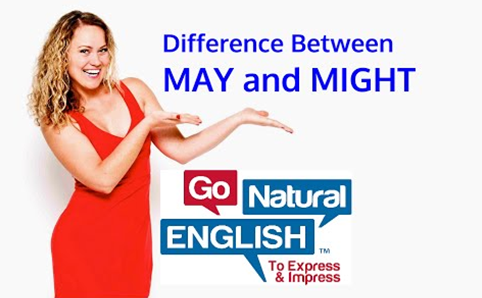 Difference Between
MAY and MIGHT
Go
Natural
ENGLISH™
To Express
& Impress